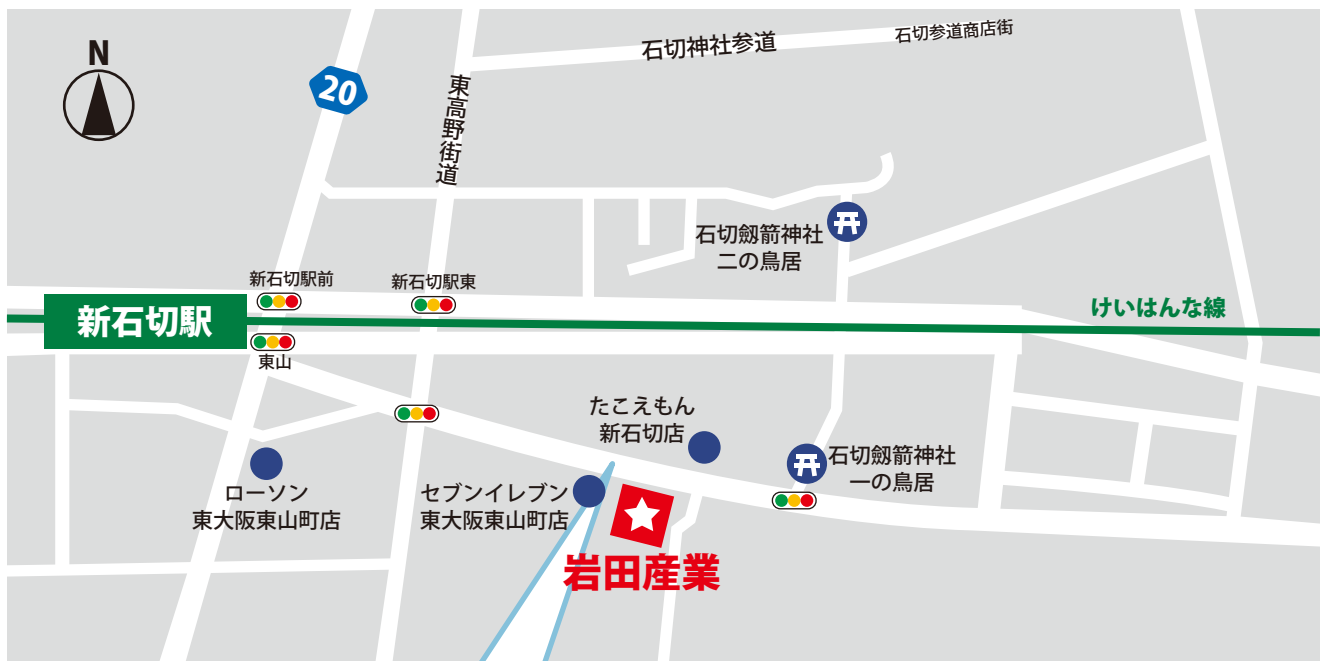 N
20
東高野街道
石切神社参道
石切参道商店街
石切劔箭神社
二の鳥居
新石切駅前
新石切駅東
新石切駅
けいはんな線
東山
たこえもん
新石切店
石切劔箭神社
一の鳥居
ローソン
東大阪東山町店
セブンイレブン
東大阪東山町店
岩田産業